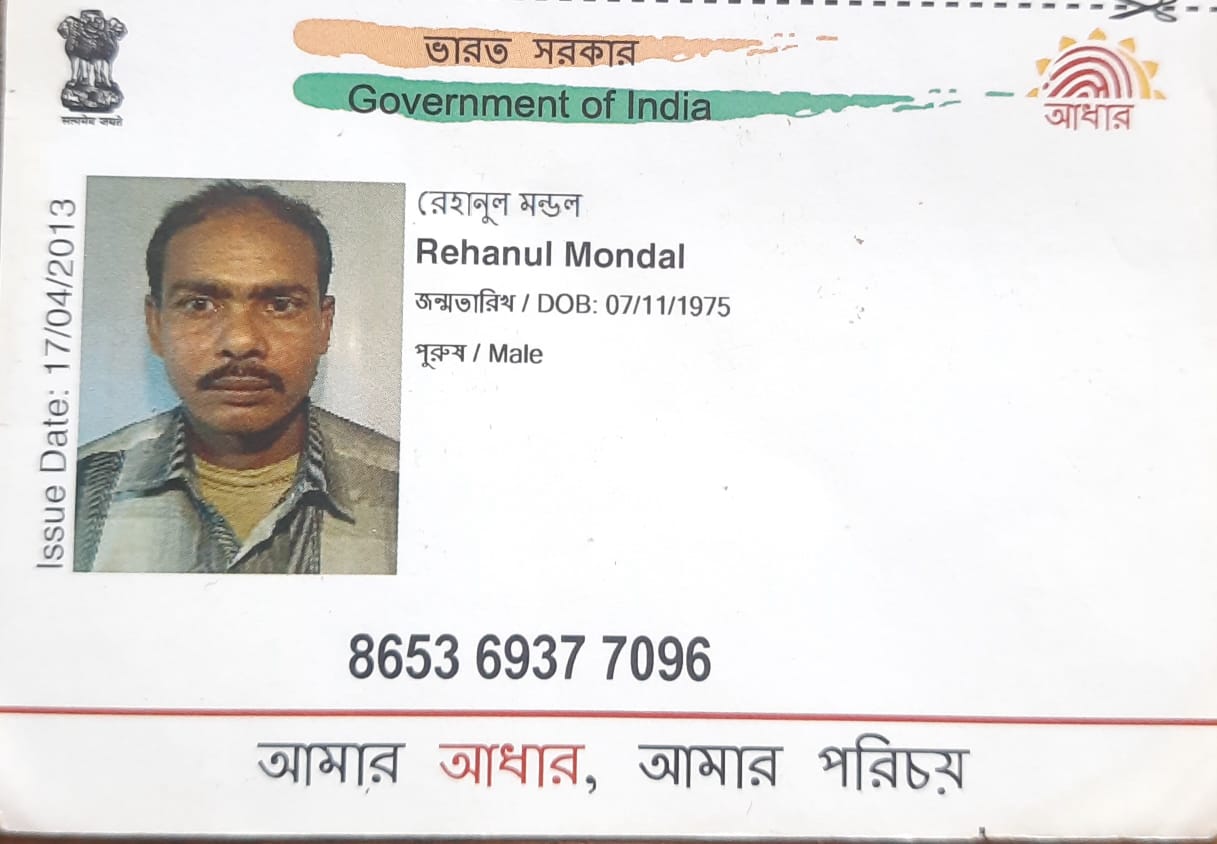 ভারত সরকার
Government of India
सत्यमेव जयते
আধার
Issue Date: 17/04/2013
রেহানুল মন্ডল
Rehanul Mondal
জন্মতারিখ / DOB: 07/11/1975
পুরুষ / Male
8653 6937 7096
আমার আধার, আমার পরিচয়